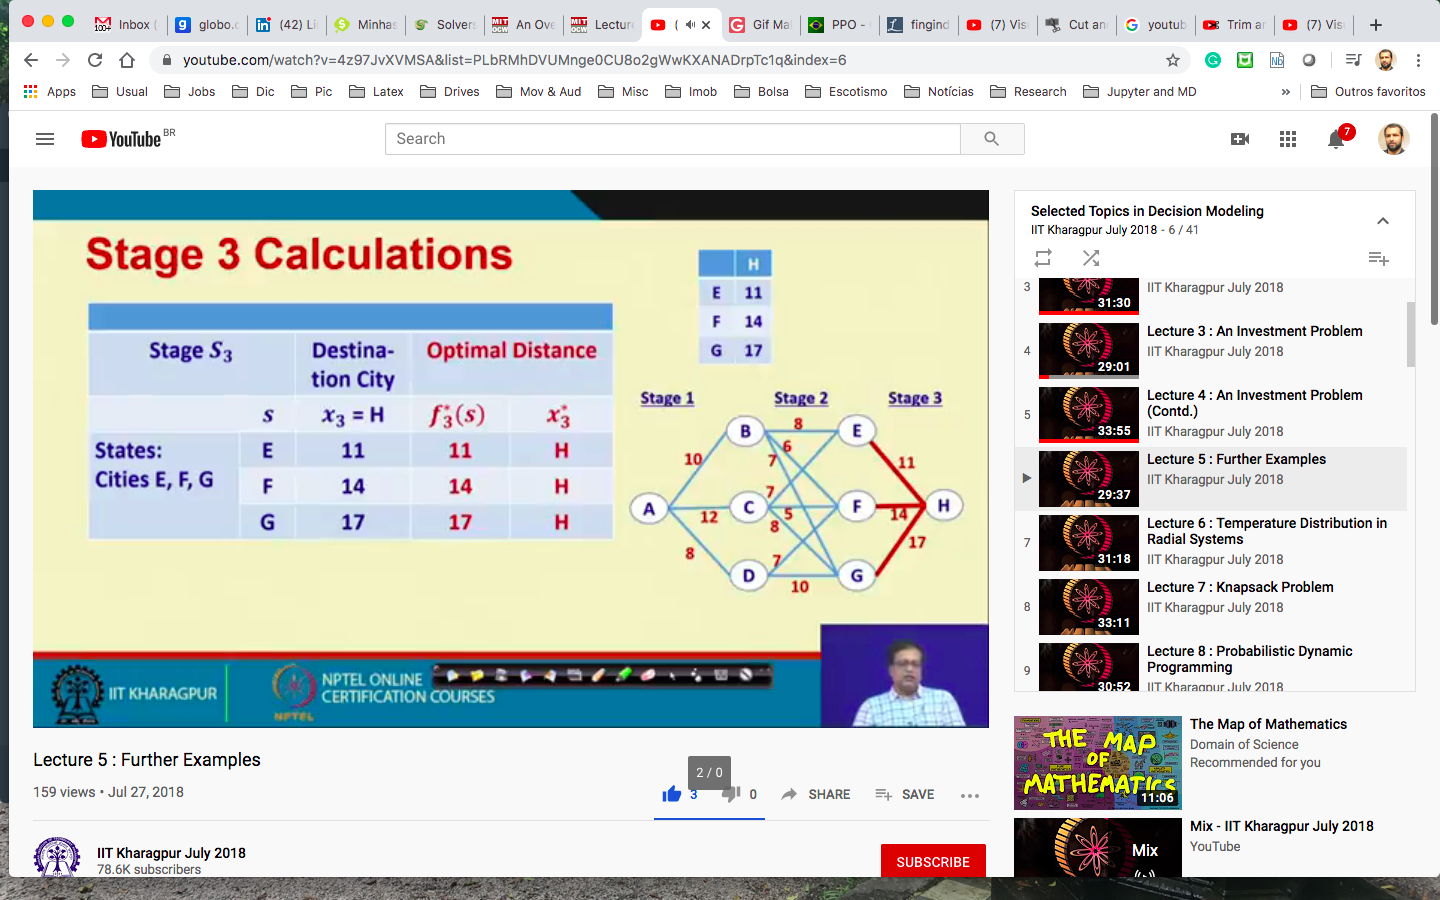 Inbox (
globo.c
(42) Li
Minhas
Solvers
An Ove
Lecture
(
Gif Mal
PPO -
fingind
(7) Vis
Cut an
youtub
Trim ar
(7) Vis
youtube.com/watch?v=4z97JvXVMSA&list=PLbRMhDVUMnge0CU8o2gWwKXANADrpTc1q&index=6
Apps Usual Jobs Dic Pic Latex Drives Mov & Aud Misc Imob Bolsa Escotismo Notícias Research Jupyter and MD » Outros favoritos
YouTube BR
Search
7
Stage 3 Calculations
Stage S3 Destina-
tion City Optimal Distance
s x3 = H f3*(s) x3*
States:
Cities E, F, G
E 11 11 H
F 14 14 H
G 17 17 H
H
E 11
F 14
G 17
Stage 1 Stage 2 Stage 3
B 8 E
6
10 7 11
7
A 12 C 5 F 14 H
8
8 7 17
D 10 G
IIT KHARAGPUR
NPTEL
NPTEL ONLINE
CERTIFICATION COURSES
Lecture 5 : Further Examples
159 views • Jul 27, 2018
2 / 0
3 0 SHARE SAVE
IIT Kharagpur July 2018
78.6K subscribers
SUBSCRIBE
Selected Topics in Decision Modeling
IIT Kharagpur July 2018 - 6 / 41
3 31:30 IIT Kharagpur July 2018
4 29:01 Lecture 3 : An Investment Problem
IIT Kharagpur July 2018
5 33:55 Lecture 4 : An Investment Problem
(Contd.)
IIT Kharagpur July 2018
29:37 Lecture 5 : Further Examples
IIT Kharagpur July 2018
7 31:18 Lecture 6 : Temperature Distribution in
Radial Systems
IIT Kharagpur July 2018
8 33:11 Lecture 7 : Knapsack Problem
IIT Kharagpur July 2018
9 30:52 Lecture 8 : Probabilistic Dynamic
Programming
IIT Kharagpur July 2018
THE MAP
OF
MATHEMATICS
11:06
The Map of Mathematics
Domain of Science
Recommended for you
Mix
Mix - IIT Kharagpur July 2018
YouTube